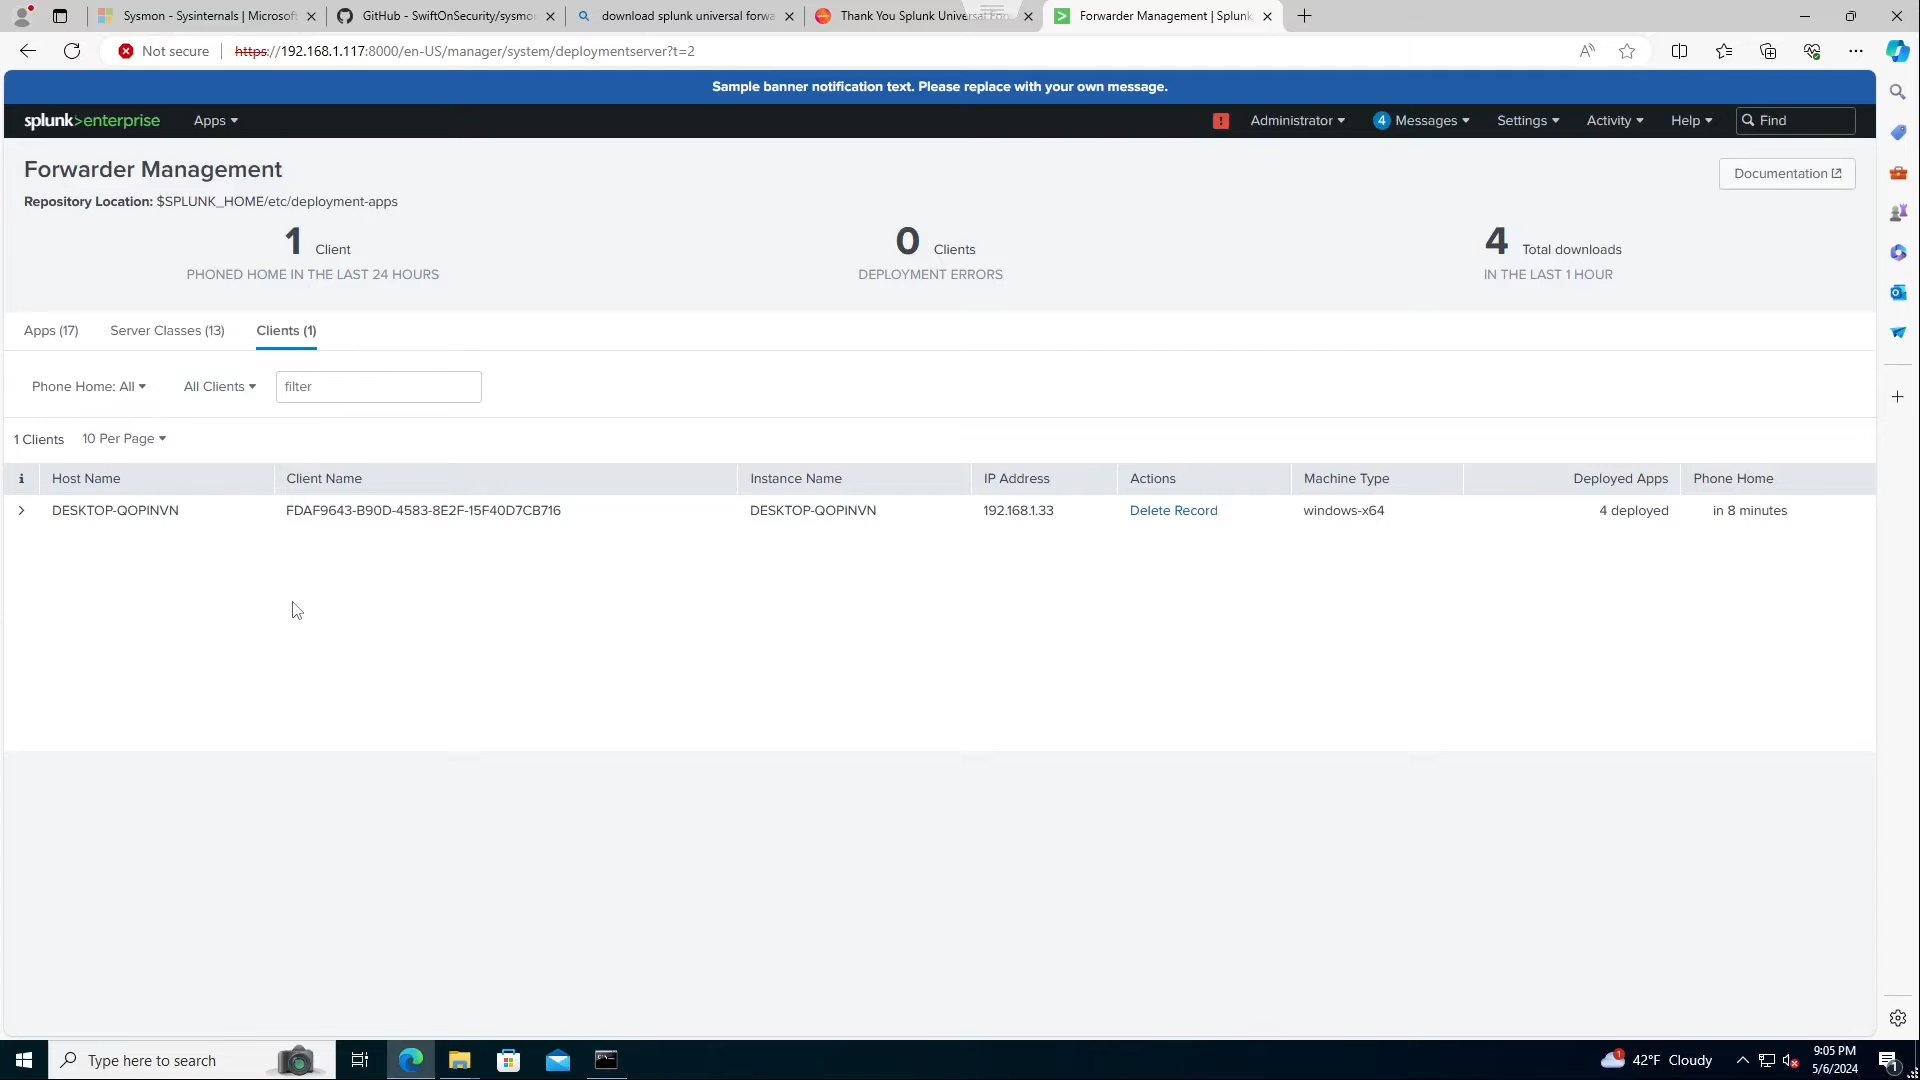 Sysmon - Sysinternals | Microsoft
GitHub - SwiftOnSecurity/sysmo
download splunk universal forwa
Thank You Splunk Universal For
Forwarder Management | Splunk
Not secure
https://192.168.1.117:8000/en-US/manager/system/deploymentserver?t=2
Sample banner notification text. Please replace with your own message.
splunk>enterprise
Apps
!
Administrator
4 Messages
Settings
Activity
Help
Find
Forwarder Management
Documentation
Repository Location: $SPLUNK_HOME/etc/deployment-apps
1 Client
PHONED HOME IN THE LAST 24 HOURS
0 Clients
DEPLOYMENT ERRORS
4 Total downloads
IN THE LAST 1 HOUR
Apps (17)
Server Classes (13)
Clients (1)
Phone Home: All
All Clients
filter
1 Clients
10 Per Page
i Host Name Client Name Instance Name IP Address Actions Machine Type Deployed Apps Phone Home
> DESKTOP-QOPINVN FDAF9643-B90D-4583-8E2F-15F40D7CB716 DESKTOP-QOPINVN 192.168.1.33 Delete Record windows-x64 4 deployed in 8 minutes
Type here to search
1
42°F Cloudy
9:05 PM
5/6/2024
1